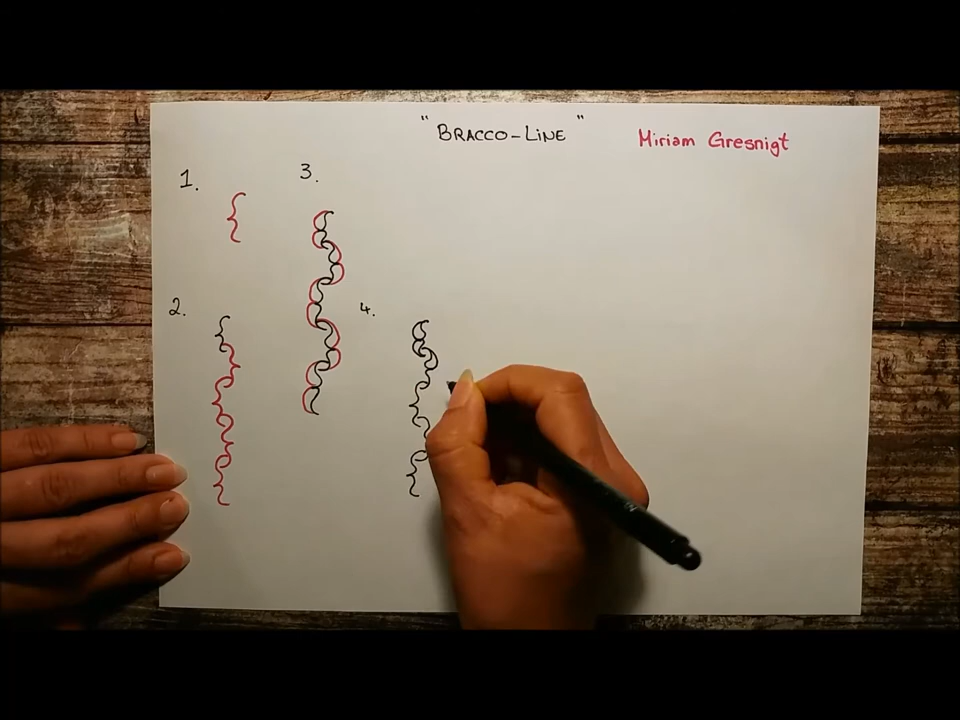 "BRACCO-LiNE"
Miriam Gresnigt
1.
3.
2.
4.